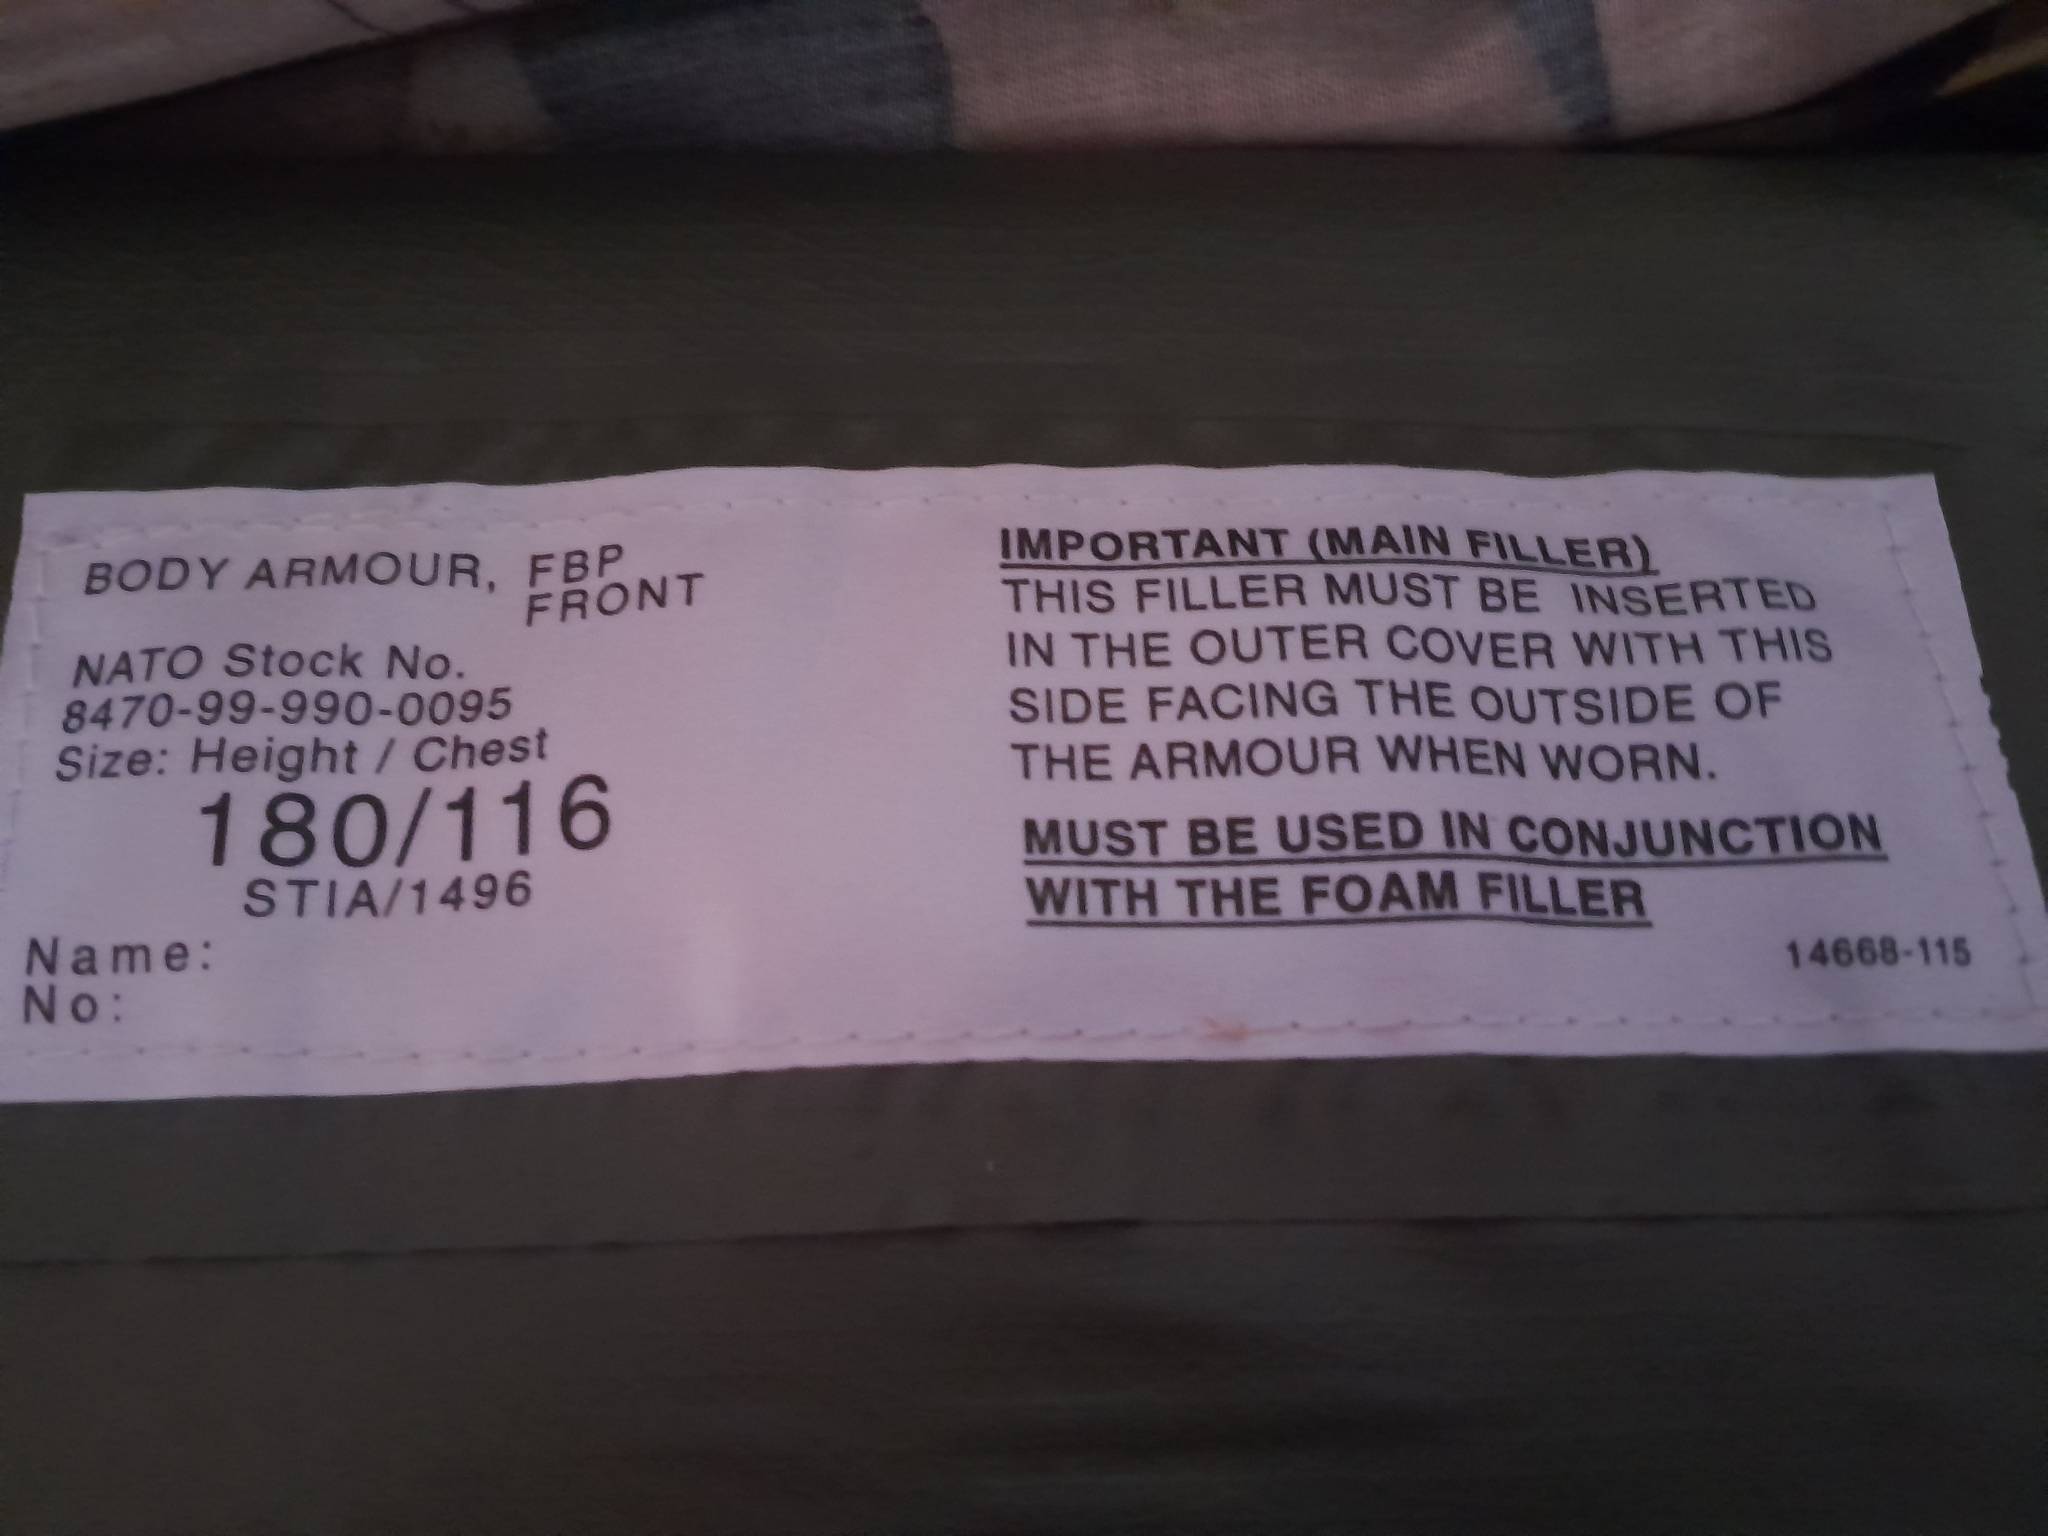 BODY ARMOUR, FBP
FRONT
NATO Stock No.
8470-99-990-0095
Size: Height / Chest
180/116
STIA/1496
Name:
No:
IMPORTANT (MAIN FILLER)
THIS FILLER MUST BE INSERTED
IN THE OUTER COVER WITH THIS
SIDE FACING THE OUTSIDE OF
THE ARMOUR WHEN WORN.
MUST BE USED IN CONJUNCTION
WITH THE FOAM FILLER
14668-115